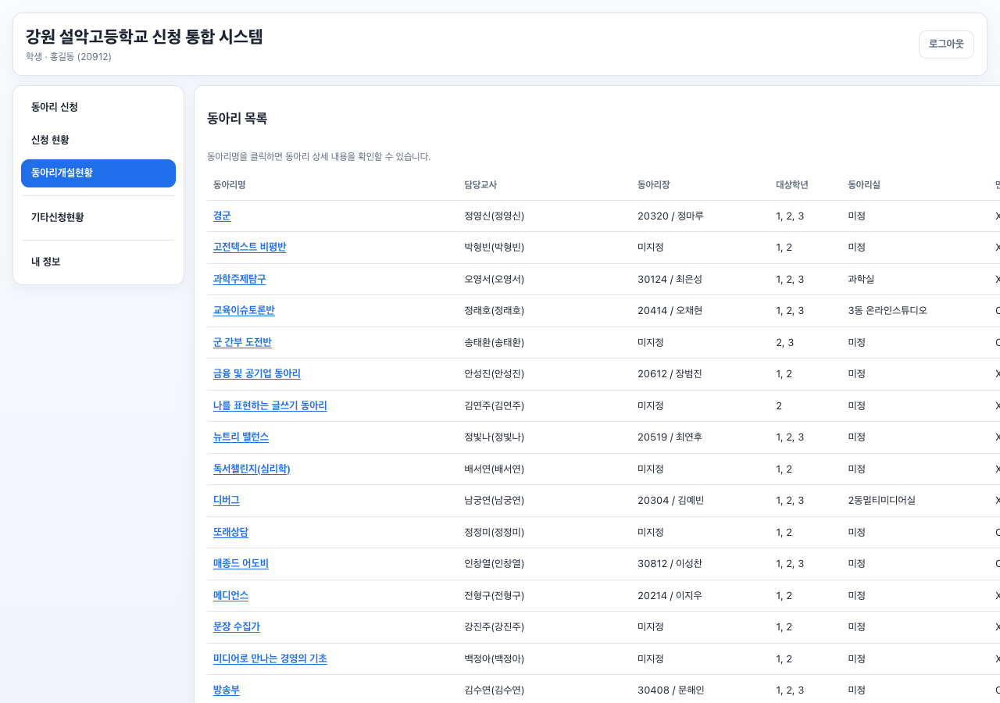 강원 설악고등학교 신청 통합 시스템
학생 · 홍길동 (20912)
로그아웃
동아리 신청
신청 현황
동아리개설현황
기타신청현황
내 정보
동아리 목록
동아리명을 클릭하면 동아리 상세 내용을 확인할 수 있습니다.
동아리명 담당교사 동아리장 대상학년 동아리실
경군 정영신(정영신) 20320 / 정마루 1, 2, 3 미정 X
고전텍스트 비평반 박형빈(박형빈) 미지정 1, 2 미정 X
과학주제탐구 오영서(오영서) 30124 / 최은성 1, 2, 3 과학실 X
교육이슈토론반 정래호(정래호) 20414 / 오채현 1, 2, 3 3동 온라인스튜디오
군 간부 도전반 송태환(송태환) 미지정 2, 3 미정
금융 및 공기업 동아리 안성진(안성진) 20612 / 장범진 1, 2 미정 X
나를 표현하는 글쓰기 동아리 김연주(김연주) 미지정 2 미정 X
뉴트리 밸런스 정빛나(정빛나) 20519 / 최연후 1, 2, 3 미정 X
독서챌린지(심리학) 배서연(배서연) 미지정 1, 2 미정 X
디버그 남궁연(남궁연) 20304 / 김예빈 1, 2, 3 2동멀티미디어실 X
또래상담 정정미(정정미) 미지정 1, 2 미정
매종드 어도비 인창열(인창열) 30812 / 이성찬 1, 2, 3 미정
메디언스 전형구(전형구) 20214 / 이지우 1, 2 미정 X
문장 수집가 강진주(강진주) 미지정 1, 2 미정 X
미디어로 만나는 경영의 기초 백정아(백정아) 미지정 1, 2 미정 X
방송부 김수연(김수연) 30408 / 문해인 1, 2, 3 미정